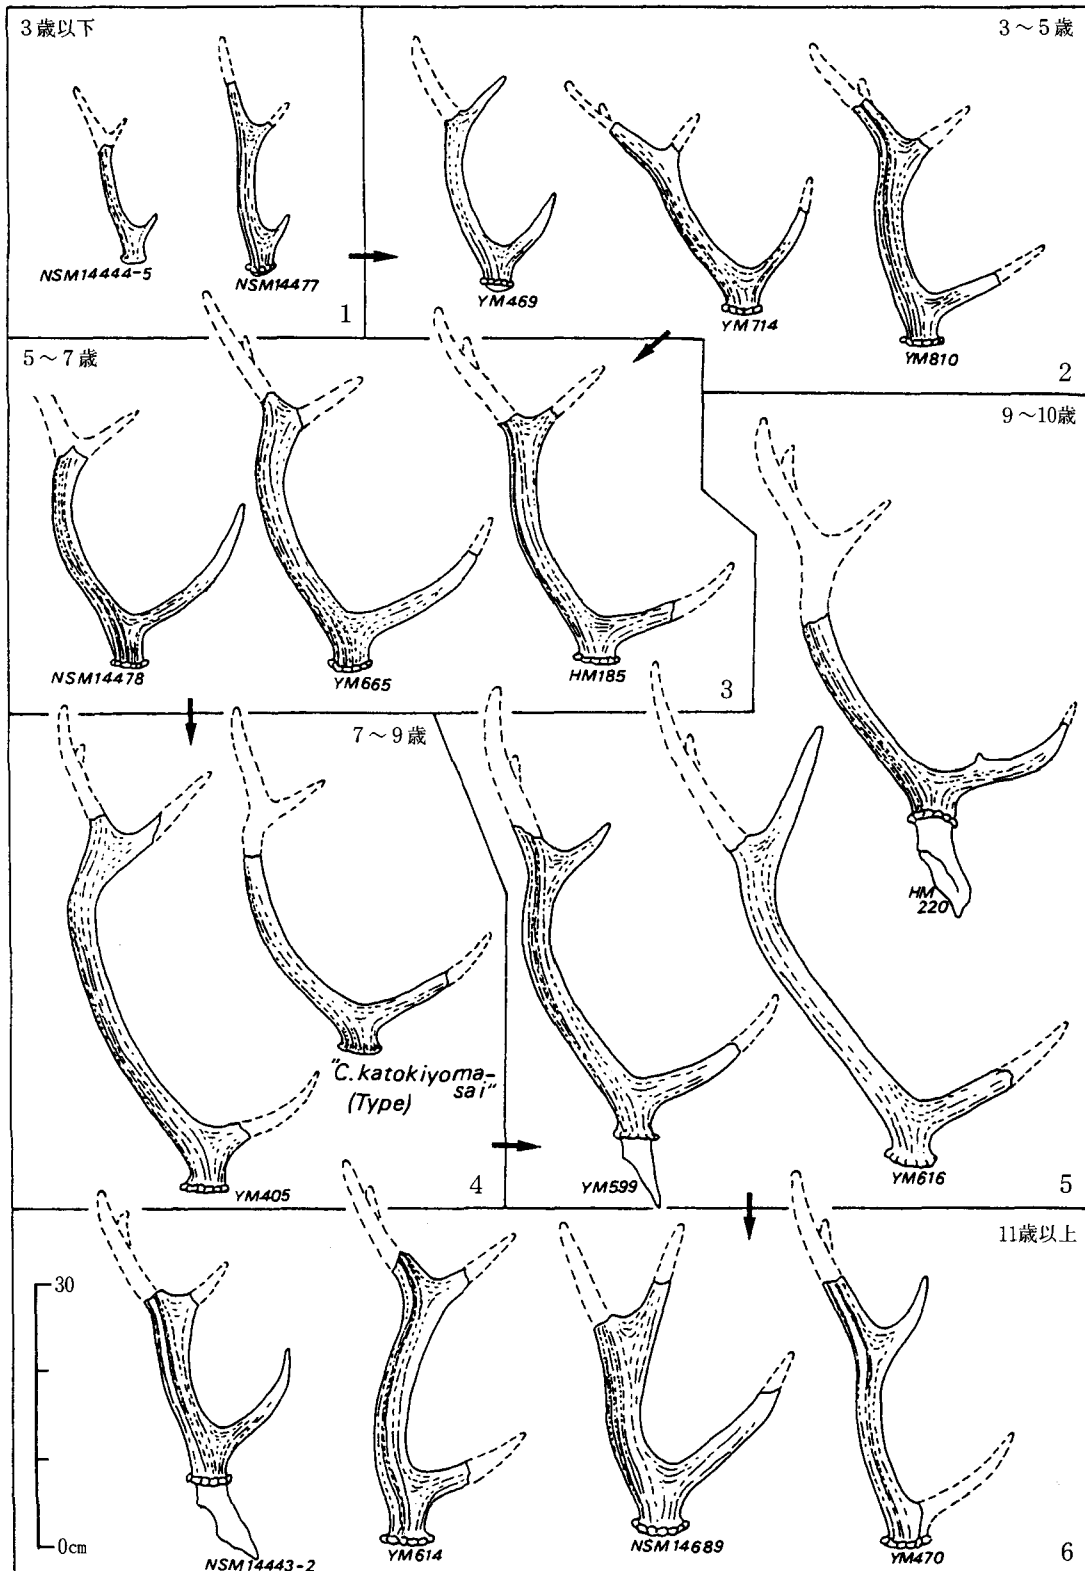 3歳以下
NSM14444-5
NSM14477
1
3～5歳
YM469
YM714
YM810
2
5～7歳
NSM14478
YM665
HM185
3
7～9歳
"C. katokiyoma-
sai"
(Type)
YM405
4
9～10歳
HM
220
YM599
YM616
5
11歳以上
30
0cm
NSM14443-2
YM614
NSM14689
YM470
6